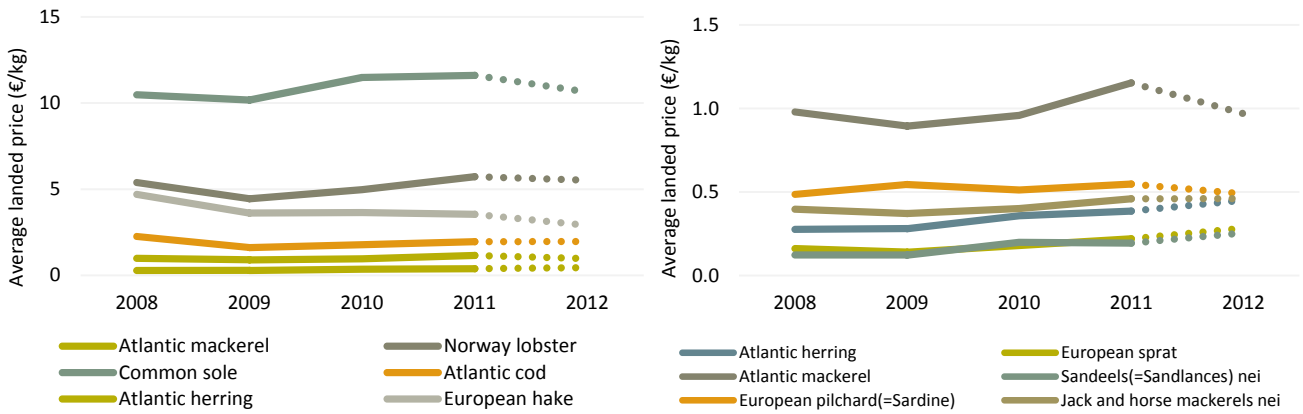 Average landed price (€/kg)
15
10
5
0
2008 2009 2010 2011 2012
Atlantic mackerel Norway lobster
Common sole Atlantic cod
Atlantic herring European hake
Average landed price (€/kg)
1.5
1.0
0.5
0.0
2008 2009 2010 2011 2012
Atlantic herring European sprat
Atlantic mackerel Sandeels(=Sandlances) nei
European pilchard(=Sardine) Jack and horse mackerels nei